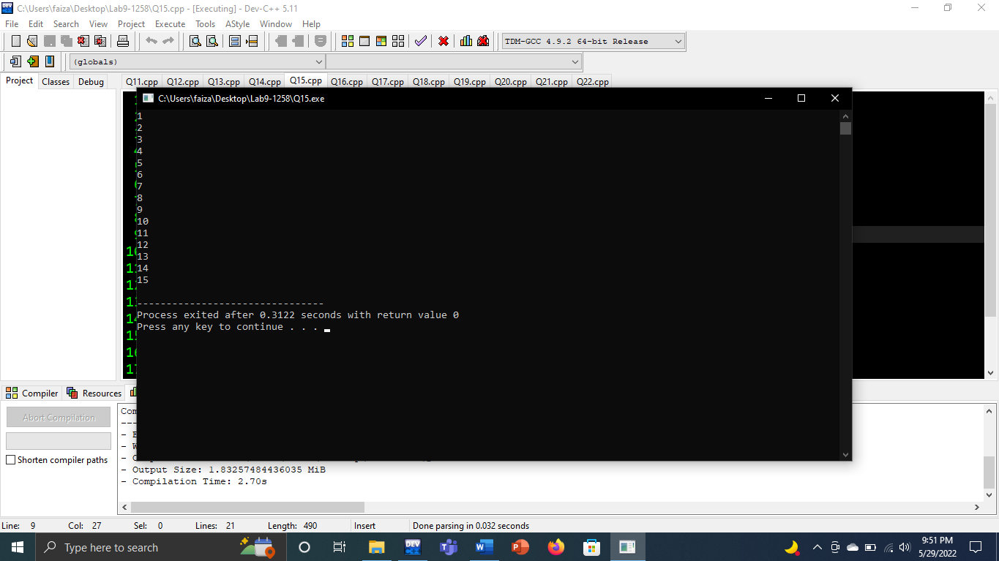 C:\Users\faiza\Desktop\Lab9-1258\Q15.cpp - [Executing] - Dev-C++ 5.11
File Edit Search View Project Execute Tools AStyle Window Help
TDM-GCC 4.9.2 64-bit Release
(globals)
Project Classes Debug Q11.cpp Q12.cpp Q13.cpp Q14.cpp Q15.cpp Q16.cpp Q17.cpp Q18.cpp Q19.cpp Q20.cpp Q21.cpp Q22.cpp
C:\Users\faiza\Desktop\Lab9-1258\Q15.exe
1
2
3
4
5
6
7
8
9
10
11
12
13
14
15
--------------------------------
Process exited after 0.3122 seconds with return value 0
Press any key to continue . . .
Compiler Resources
Abort Compilation
Shorten compiler paths
- Output Size: 1.83257484436035 MiB
- Compilation Time: 2.70s
Line: 9 Col: 27 Sel: 0 Lines: 21 Length: 490 Insert Done parsing in 0.032 seconds
Type here to search
9:51 PM
5/29/2022